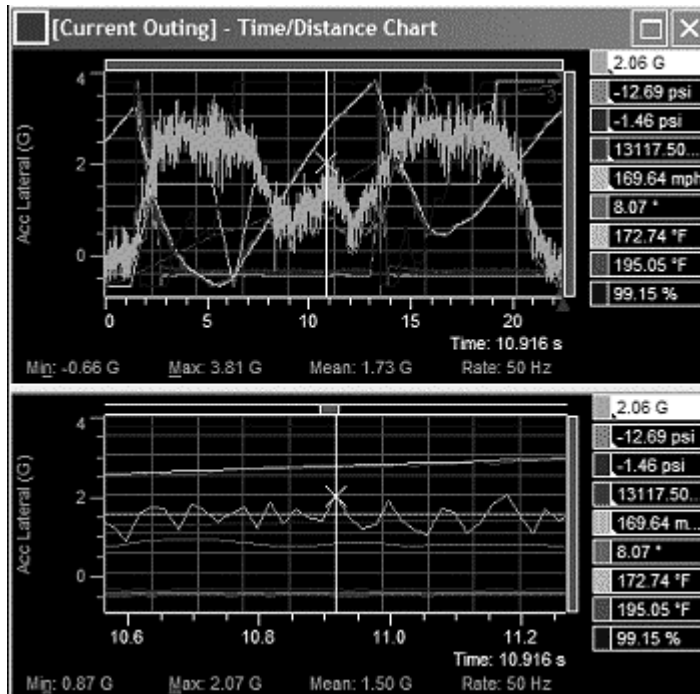 [Current Outing] - Time/Distance Chart
Acc Lateral (G)
4
2
0
0 5 10 15 20
Time: 10.916 s
Min: -0.66 G Max: 3.81 G Mean: 1.73 G Rate: 50 Hz
2.06 G
-12.69 psi
-1.46 psi
13117.50...
169.64 mph
8.07 °
172.74 °F
195.05 °F
99.15 %
Acc Lateral (G)
4
2
0
10.6 10.8 11.0 11.2
Time: 10.916 s
Min: 0.87 G Max: 2.07 G Mean: 1.50 G Rate: 50 Hz
2.06 G
-12.69 psi
-1.46 psi
13117.50...
169.64 m...
8.07 °
172.74 °F
195.05 °F
99.15 %